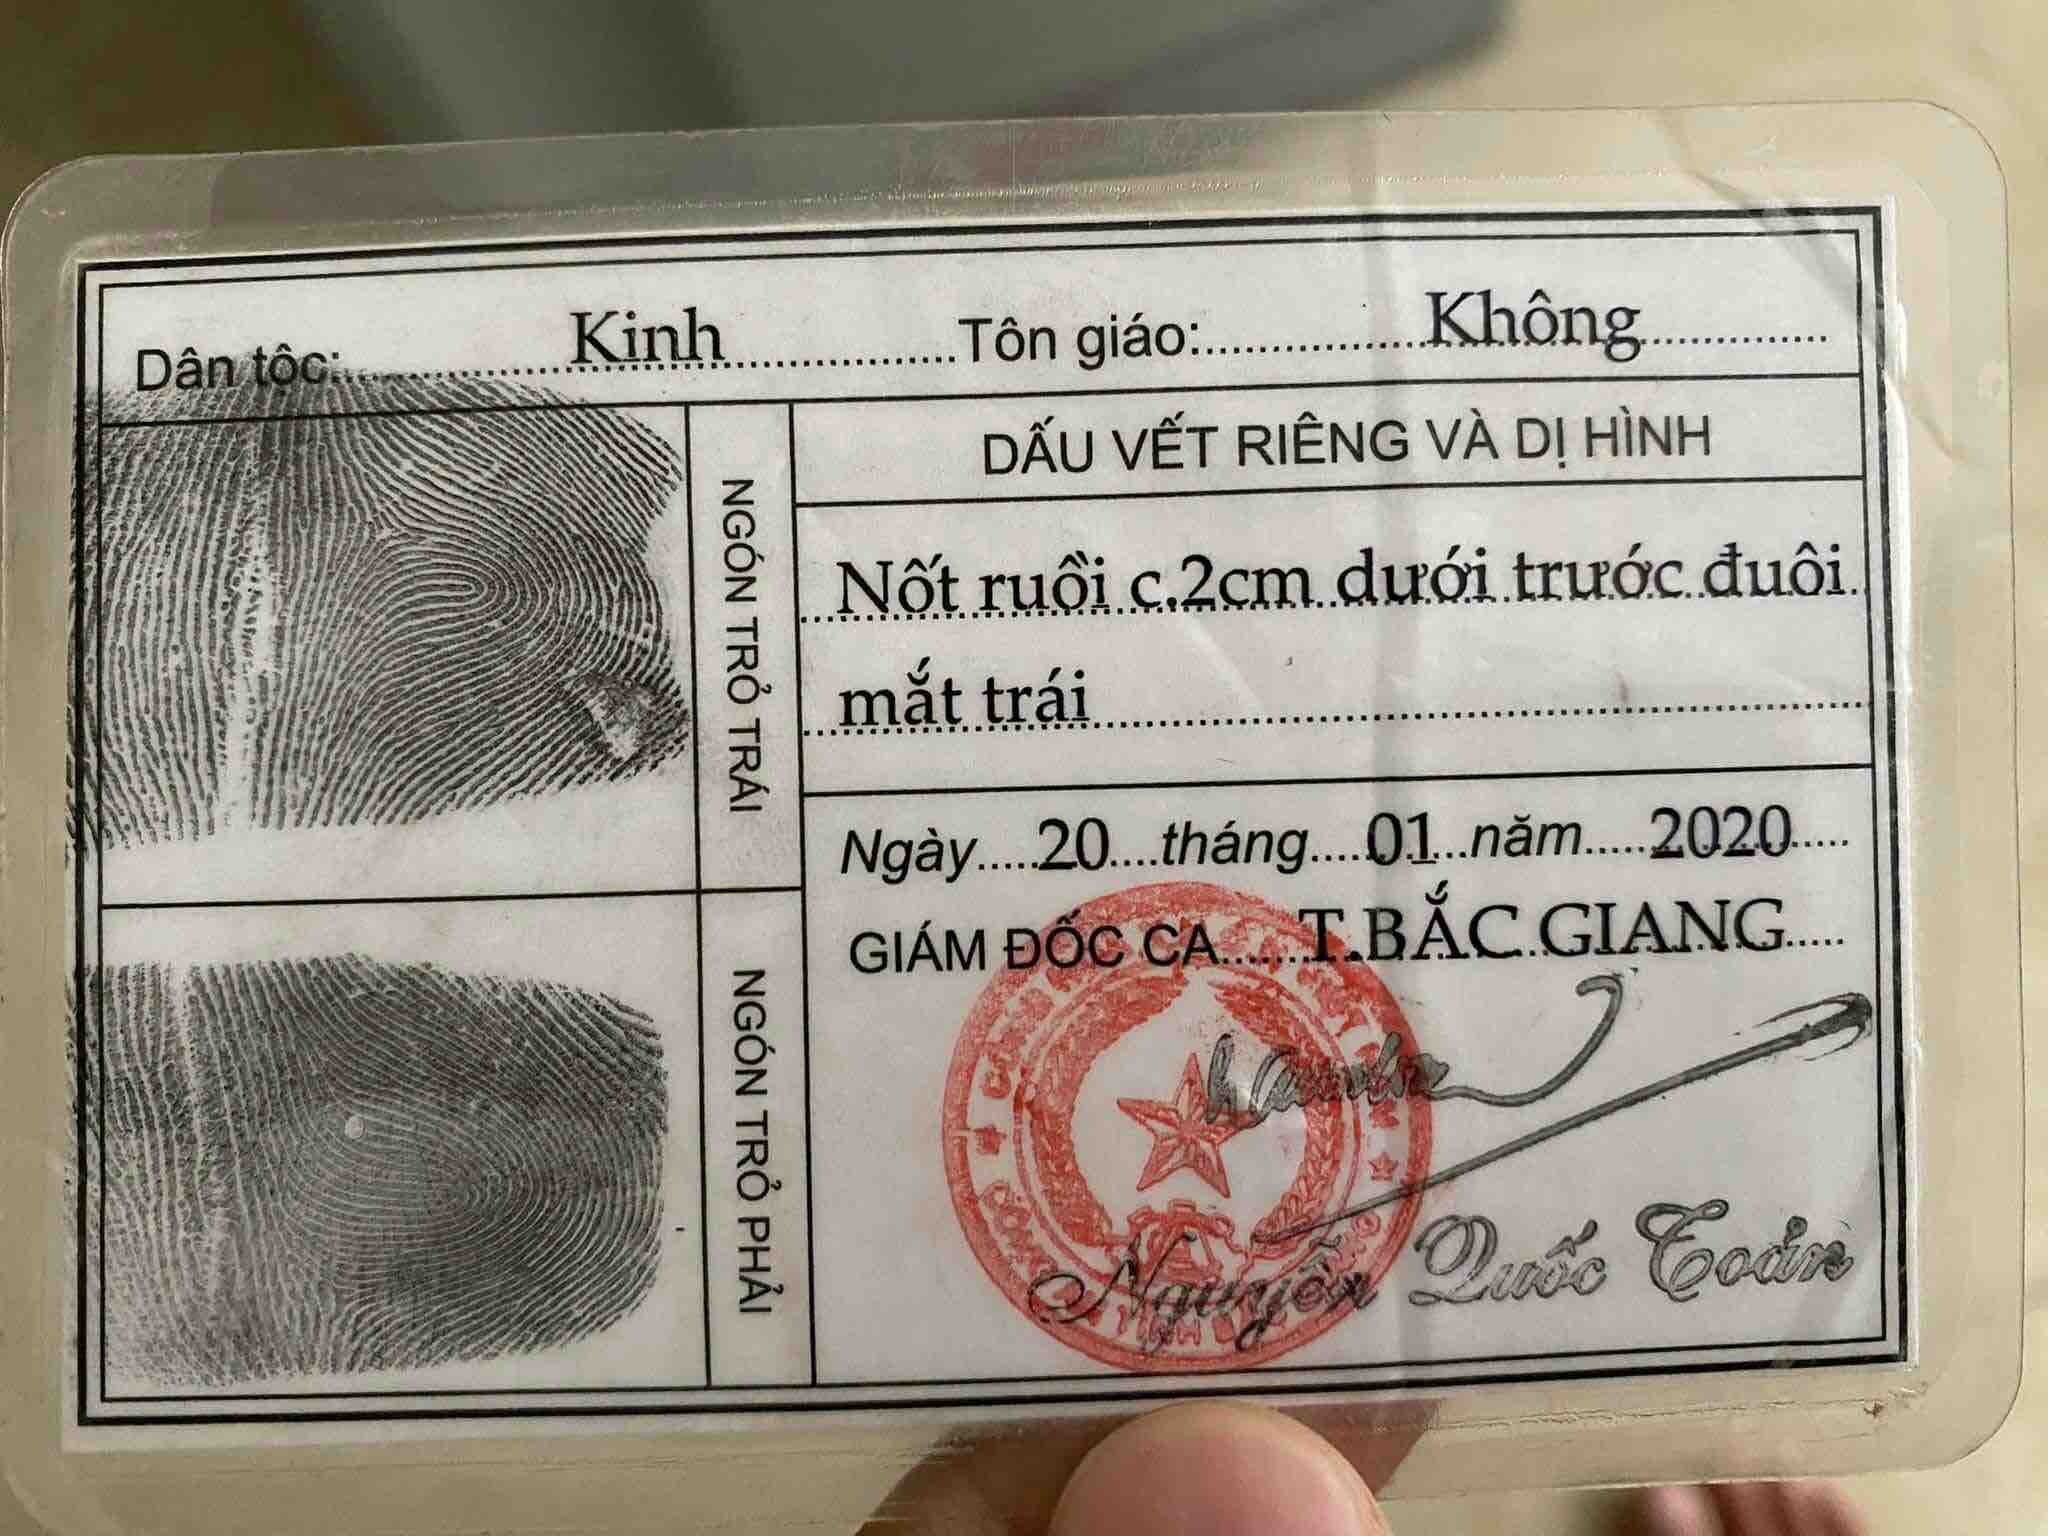 Dân tộc: Kinh Tôn giáo: Không
NGÓN TRỎ TRÁI
DẤU VẾT RIÊNG VÀ DỊ HÌNH
Nốt ruồi c.2cm dưới trước đuôi
mắt trái
NGÓN TRỎ PHẢI
Ngày 20 tháng 01 năm 2020
GIÁM ĐỐC CA T.BẮC GIANG
Nguyễn Quốc Toản